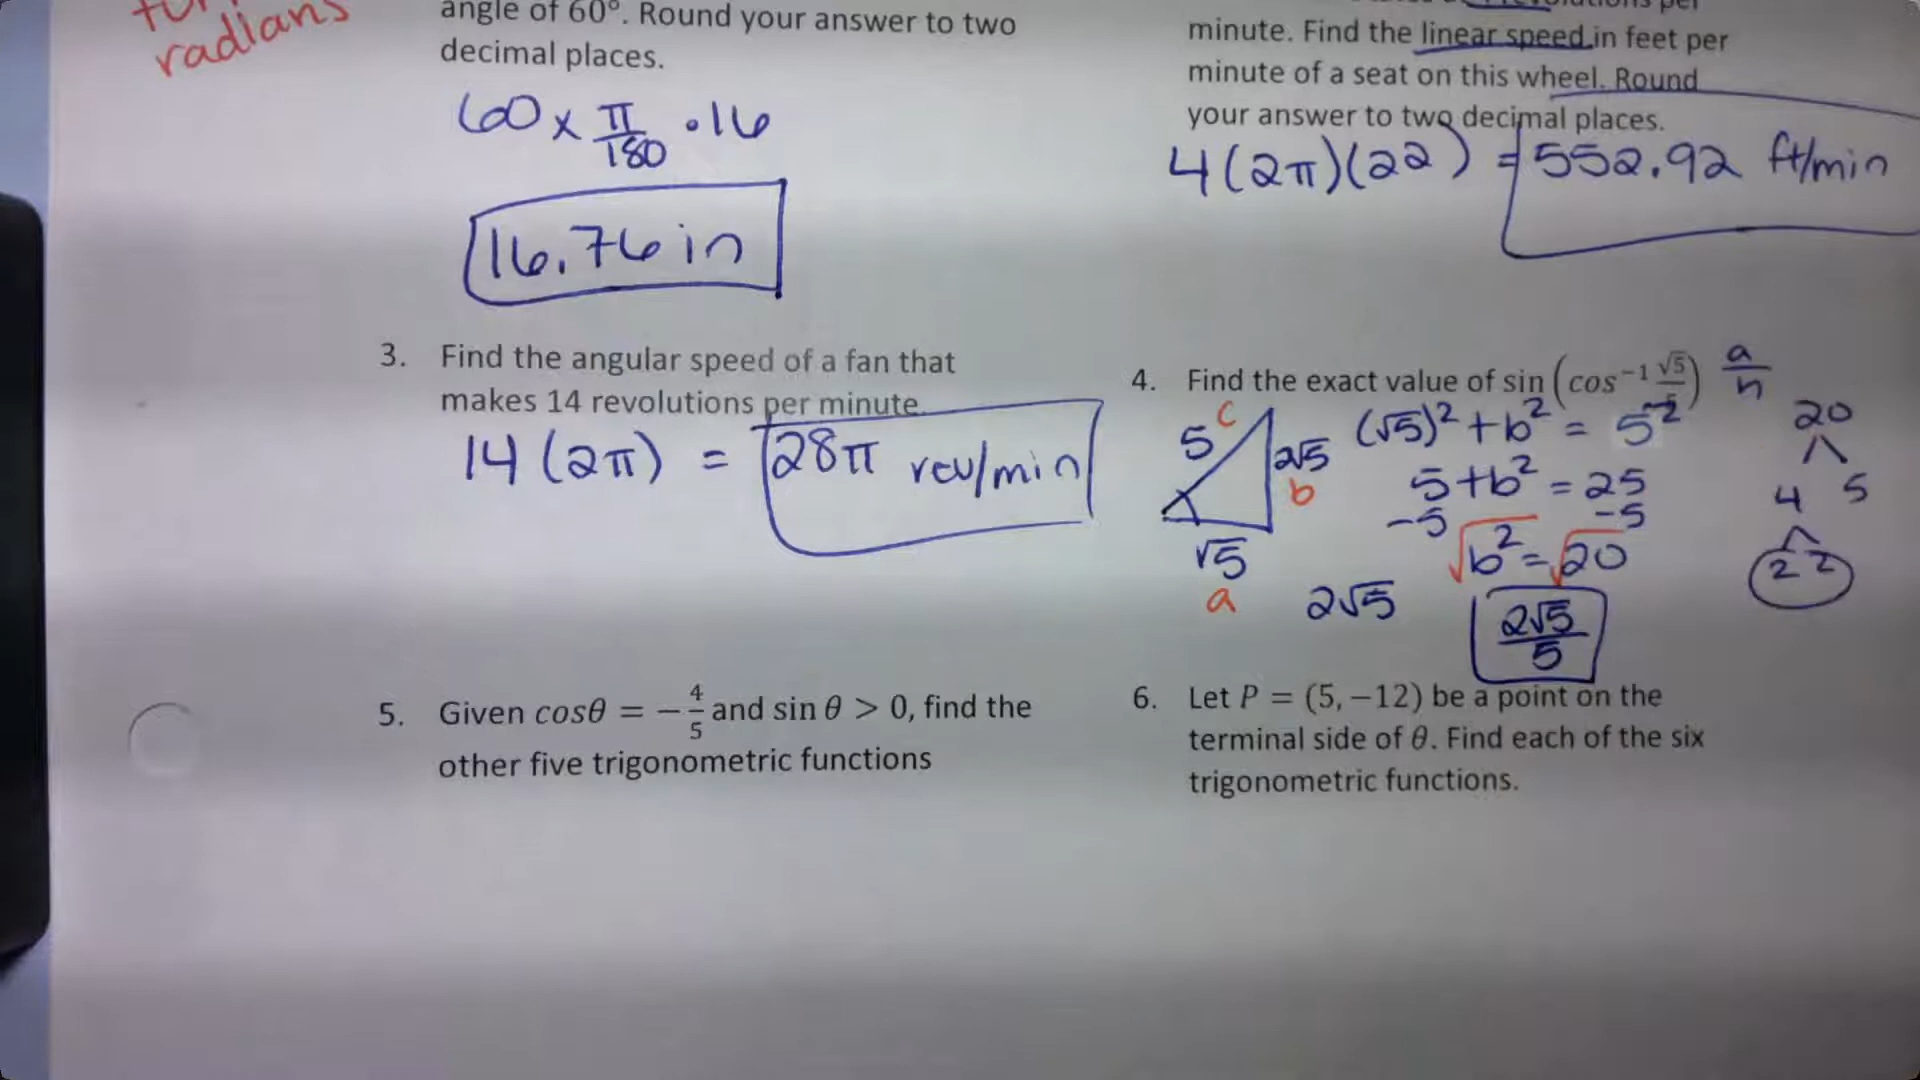 radians
angle of 60°. Round your answer to two
decimal places.
60 x π/180 · 16
16.76 in
minute. Find the linear speed in feet per
minute of a seat on this wheel. Round
your answer to two decimal places.
4(2π)(22) = 552.92 ft/min
3. Find the angular speed of a fan that
makes 14 revolutions per minute.
14 (2π) = 28π rev/min
4. Find the exact value of sin (cos⁻¹ √5/5) a/h
5 c
2√5
b
√5
a
(√5)² + b² = 5²
5 + b² = 25
-5 -5
√b² = √20
2√5
2√5/5
20
4 5
2 2
5. Given cosθ = −4/5 and sin θ > 0, find the
other five trigonometric functions
6. Let P = (5, −12) be a point on the
terminal side of θ. Find each of the six
trigonometric functions.